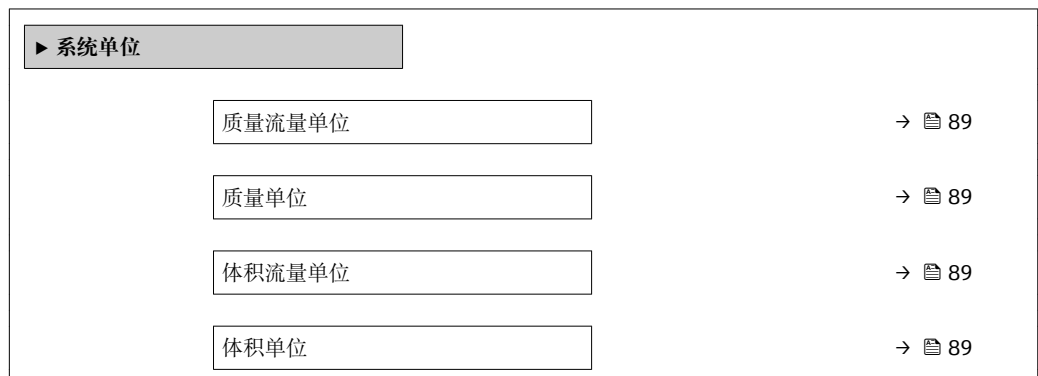 ▶ 系统单位
质量流量单位 → 🖹 89
质量单位 → 🖹 89
体积流量单位 → 🖹 89
体积单位 → 🖹 89